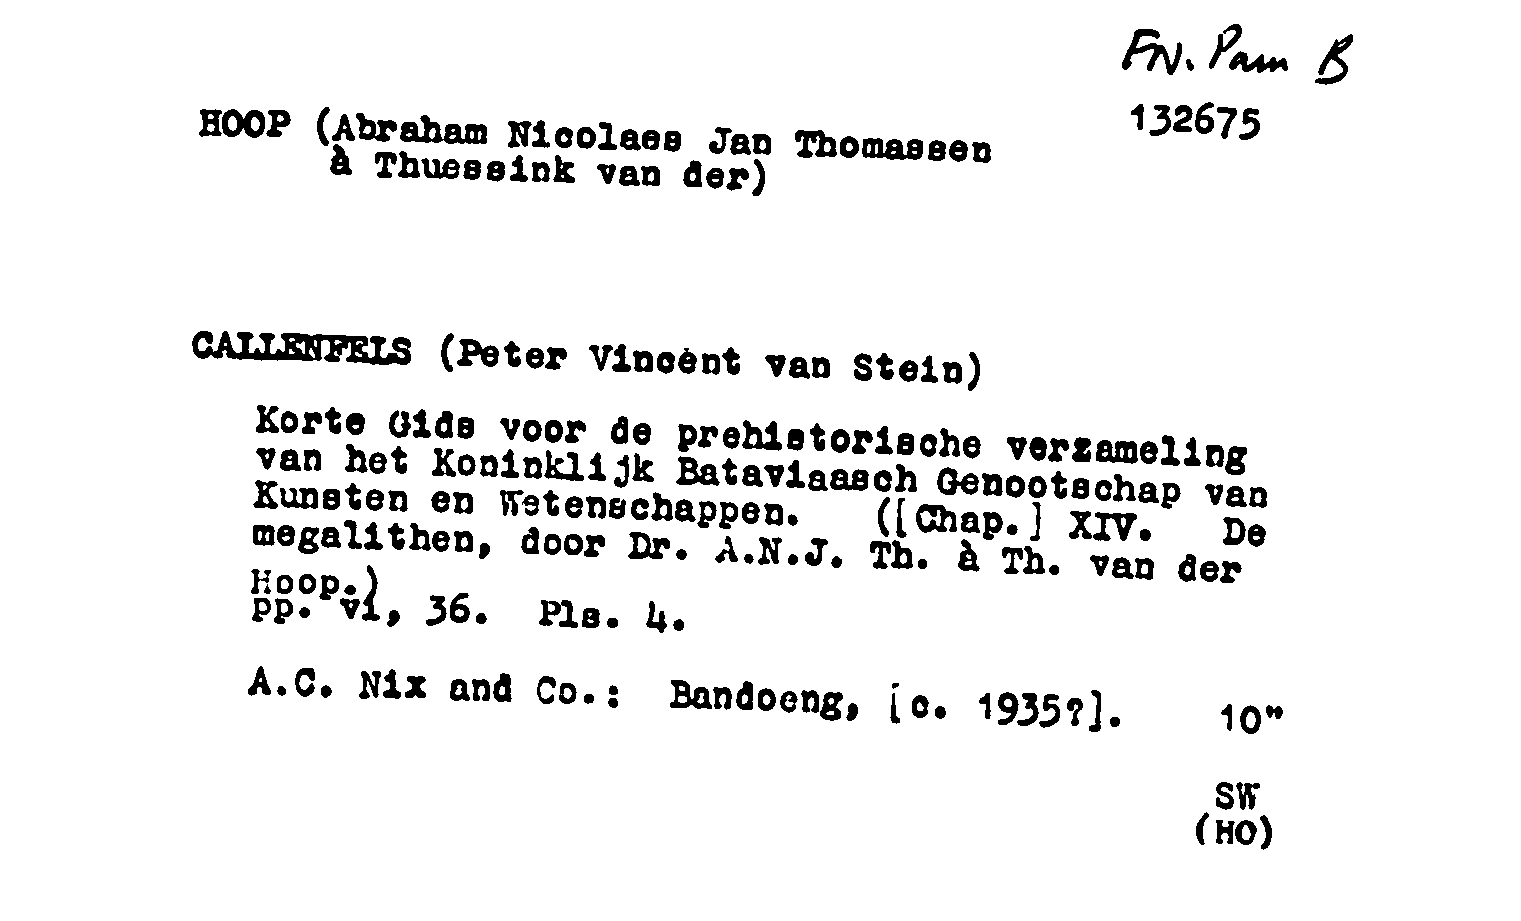 FN. Pam B
132675
HOOP (Abraham Nicolaes Jan Thomassen
à Thuessink van der)
CALLENFELS (Peter Vincent van Stein)
Korte Gids voor de prehistorische verzameling
van het Koninklijk Bataviaasch Genootschap van
Kunsten en Wetenschappen. ([Chap.] XIV. De
megalithen, door Dr. A.N.J. Th. à Th. van der
Hoop.)
pp. vi, 36. Pls. 4.
A.C. Nix and Co.: Bandoeng, [c. 1935?]. 10"
SW
(HO)